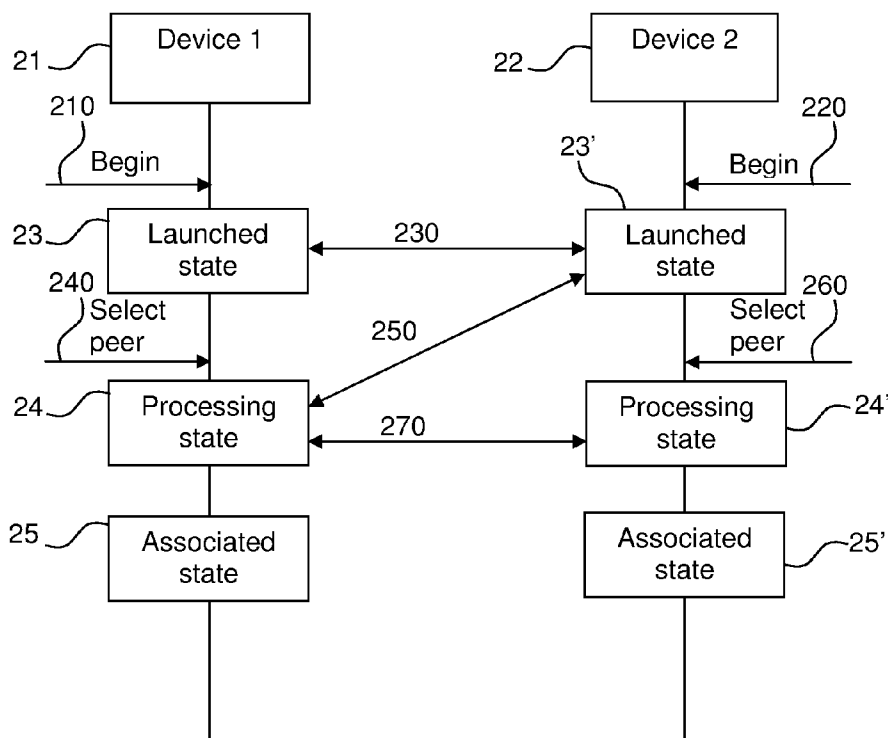 Device 1
Device 2
21
22
210
220
Begin
23’
Begin
23
Launched
state
230
Launched
state
240
Select
peer
250
260
Select
peer
24
Processing
state
270
Processing
state
24’
25
Associated
state
Associated
state
25’